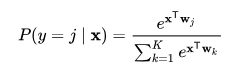 P(y = j | 𝐱) = e^{𝐱^⊤𝐰_j} / ∑_{k=1}^{K} e^{𝐱^⊤𝐰_k}